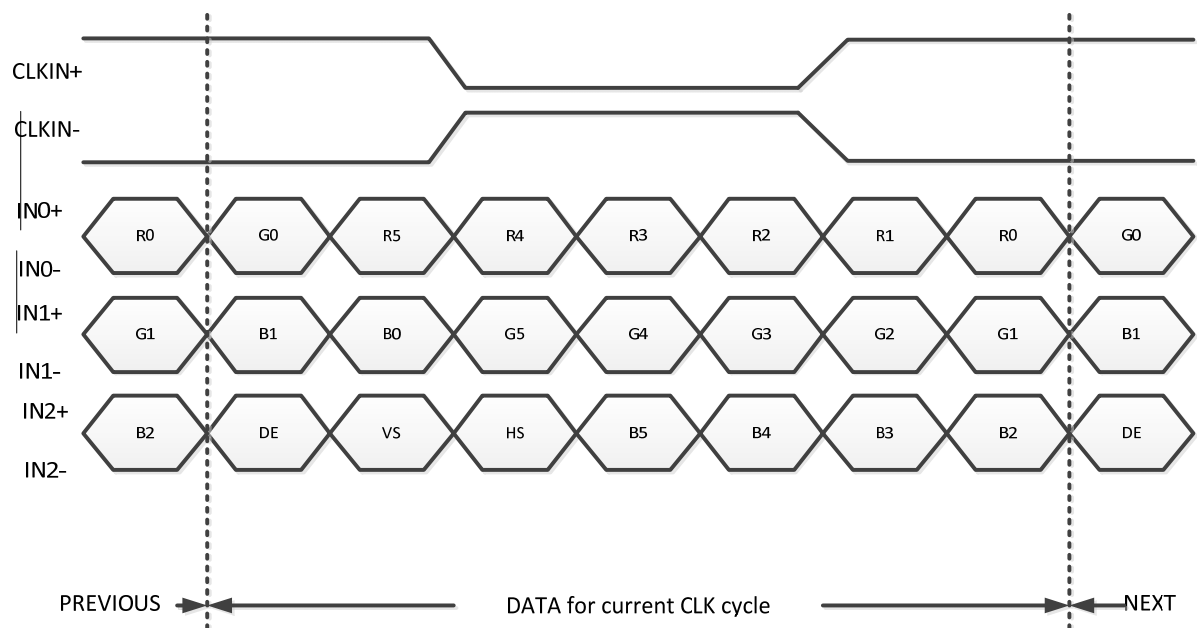 CLKIN+
CLKIN-
IN0+
R0 G0 R5 R4 R3 R2 R1 R0 G0
IN0-
IN1+
G1 B1 B0 G5 G4 G3 G2 G1 B1
IN1-
IN2+
B2 DE VS HS B5 B4 B3 B2 DE
IN2-
PREVIOUS DATA for current CLK cycle NEXT